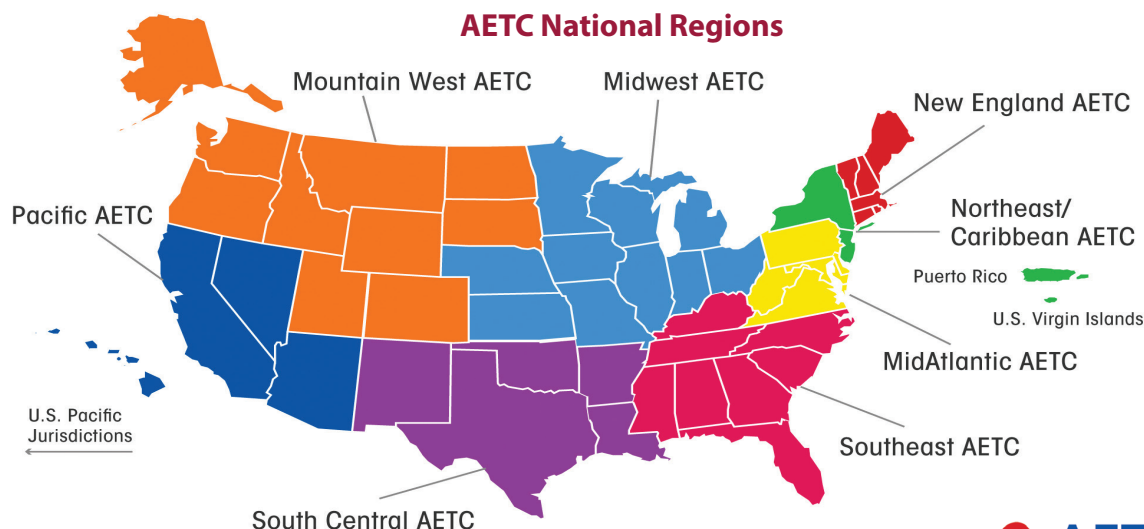 AETC National Regions
Mountain West AETC
Midwest AETC
New England AETC
Pacific AETC
Northeast/
Caribbean AETC
Puerto Rico
U.S. Virgin Islands
MidAtlantic AETC
U.S. Pacific
Jurisdictions
Southeast AETC
South Central AETC